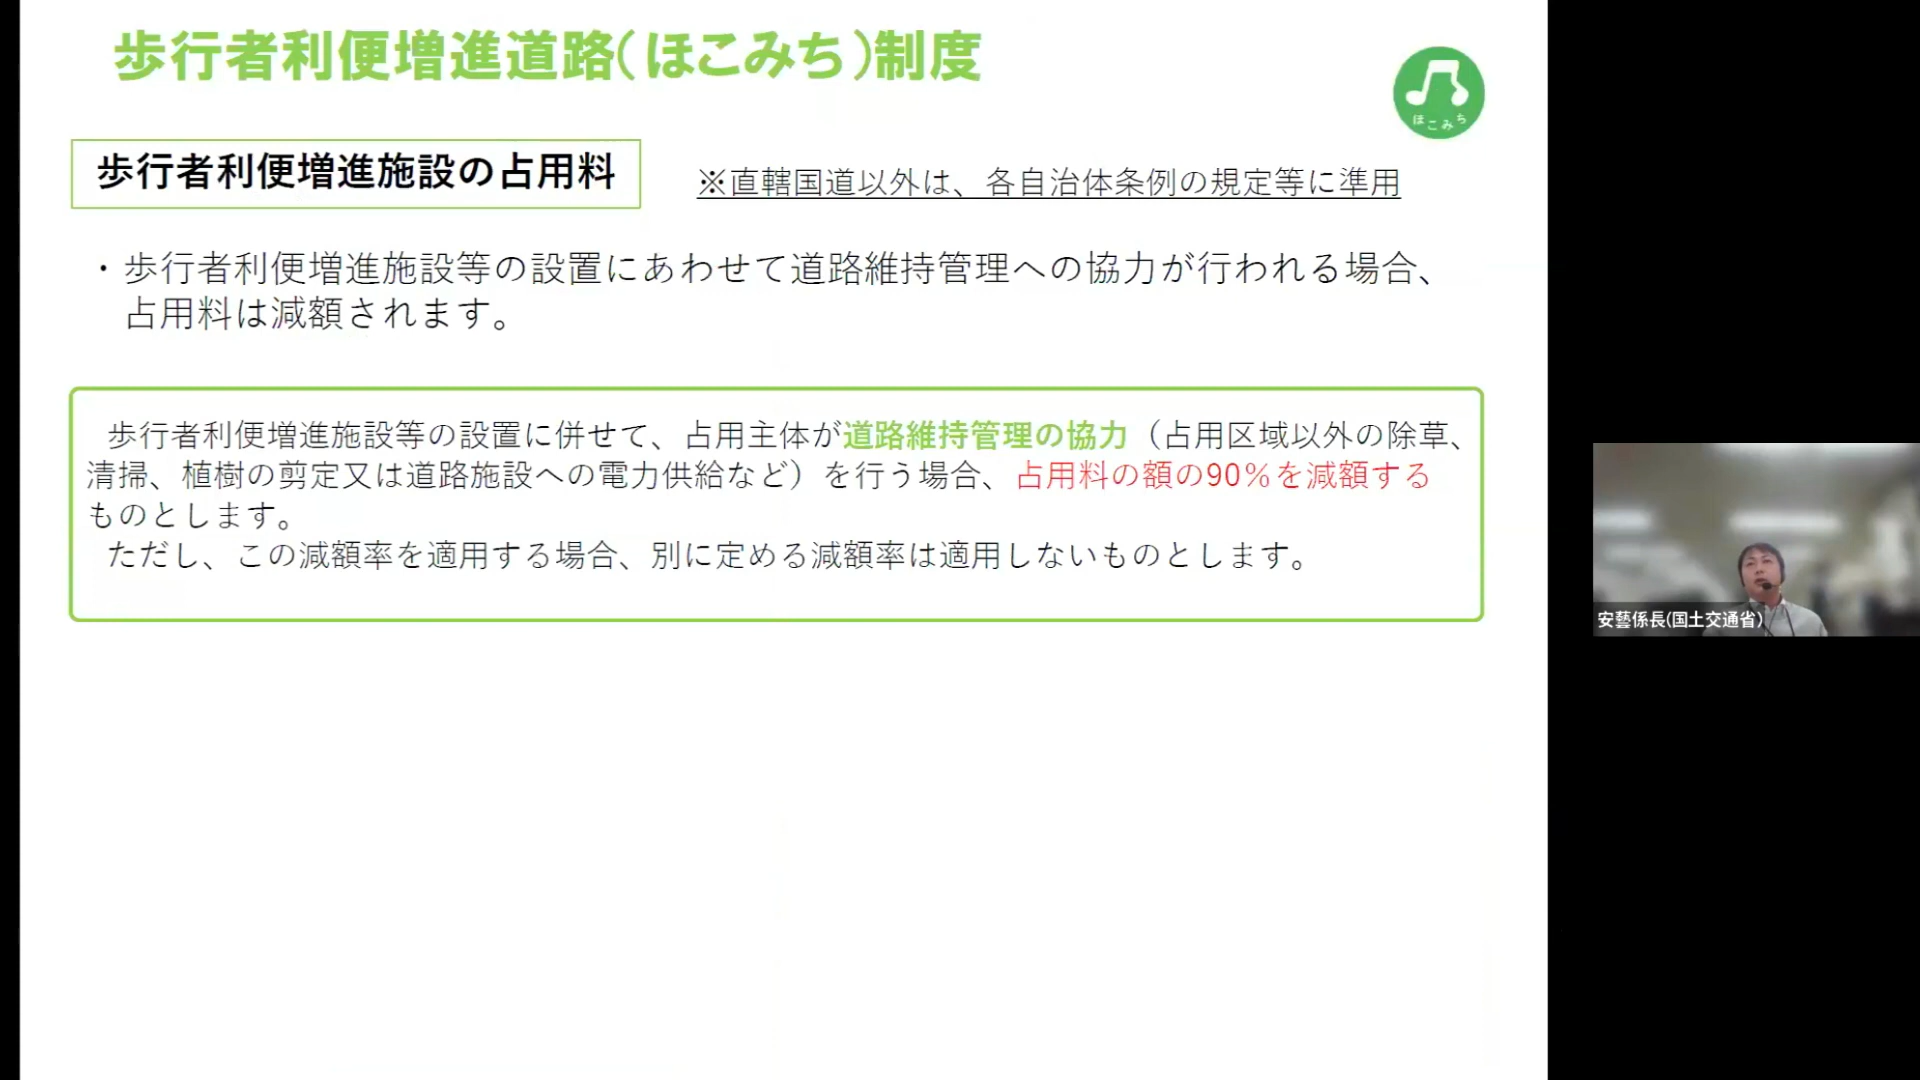 歩行者利便増進道路(ほこみち)制度
ほこみち
歩行者利便増進施設の占用料
※直轄国道以外は、各自治体条例の規定等に準用
・歩行者利便増進施設等の設置にあわせて道路維持管理への協力が行われる場合、
占用料は減額されます。
歩行者利便増進施設等の設置に併せて、占用主体が道路維持管理の協力（占用区域以外の除草、
清掃、植樹の剪定又は道路施設への電力供給など）を行う場合、占用料の額の90％を減額する
ものとします。
ただし、この減額率を適用する場合、別に定める減額率は適用しないものとします。
安藝係長(国土交通省)